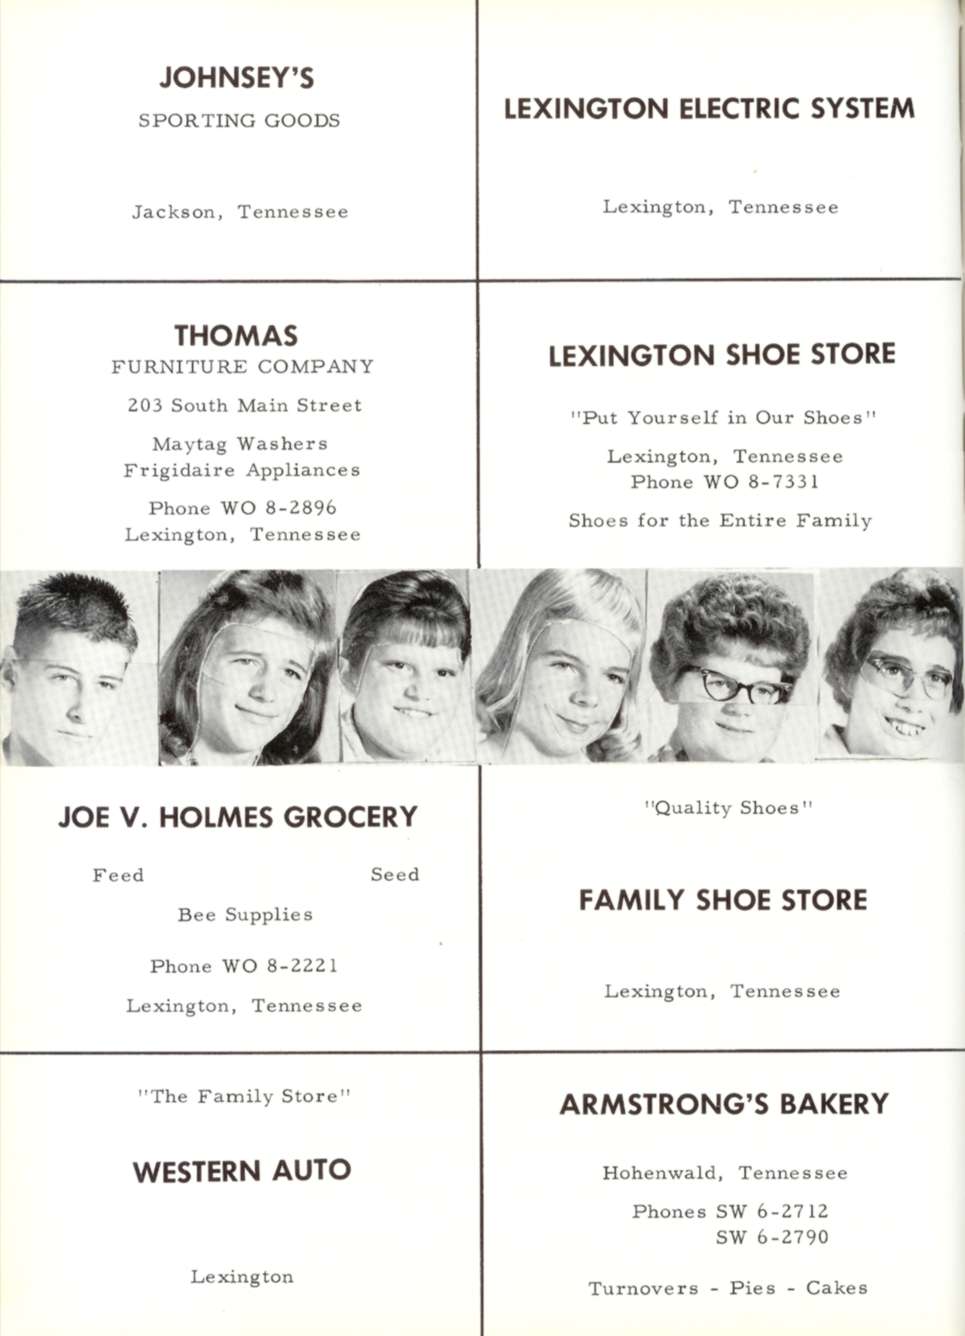 JOHNSEY'S
SPORTING GOODS
Jackson, Tennessee
LEXINGTON ELECTRIC SYSTEM
Lexington, Tennessee
THOMAS
FURNITURE COMPANY
203 South Main Street
Maytag Washers
Frigidaire Appliances
Phone WO 8-2896
Lexington, Tennessee
LEXINGTON SHOE STORE
"Put Yourself in Our Shoes"
Lexington, Tennessee
Phone WO 8-7331
Shoes for the Entire Family
JOE V. HOLMES GROCERY
Feed Seed
Bee Supplies
Phone WO 8-2221
Lexington, Tennessee
"Quality Shoes"
FAMILY SHOE STORE
Lexington, Tennessee
"The Family Store"
WESTERN AUTO
Lexington
ARMSTRONG'S BAKERY
Hohenwald, Tennessee
Phones SW 6-2712
SW 6-2790
Turnovers - Pies - Cakes